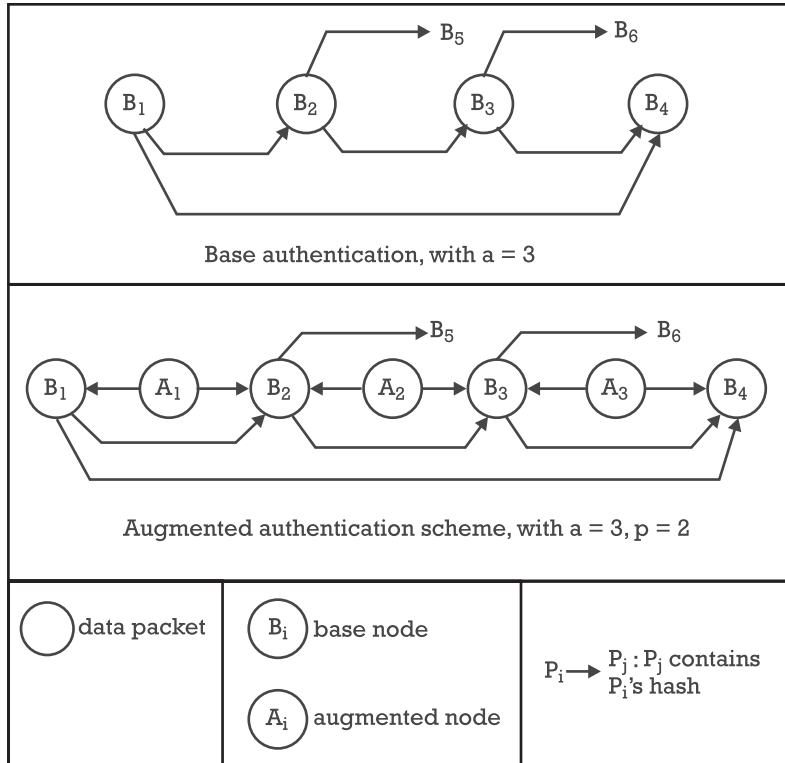 B₅ B₆
B₁ B₂ B₃ B₄
Base authentication, with a = 3
B₅ B₆
B₁ A₁ B₂ A₂ B₃ A₃ B₄
Augmented authentication scheme, with a = 3, p = 2
data packet
Bᵢ base node
Aᵢ augmented node
Pᵢ → Pⱼ : Pⱼ contains
Pᵢ's hash